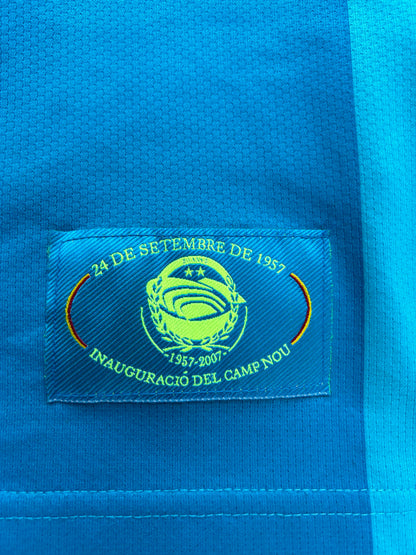 24 DE SETEMBRE DE 1957
·1957-2007·
INAUGURACIÓ DEL CAMP NOU